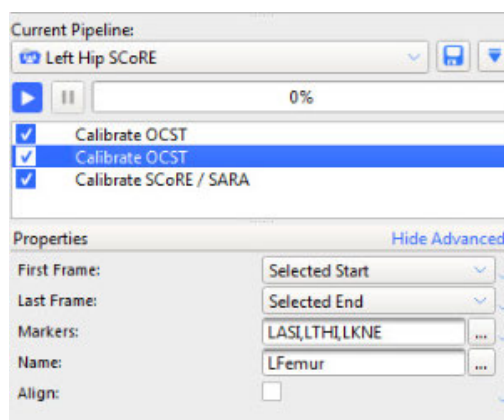 Current Pipeline:
Left Hip SCoRE
0%
Calibrate OCST
Calibrate OCST
Calibrate SCoRE / SARA
Properties Hide Advanced
First Frame: Selected Start
Last Frame: Selected End
Markers: LASI,LTHI,LKNE ...
Name: LFemur ...
Align: